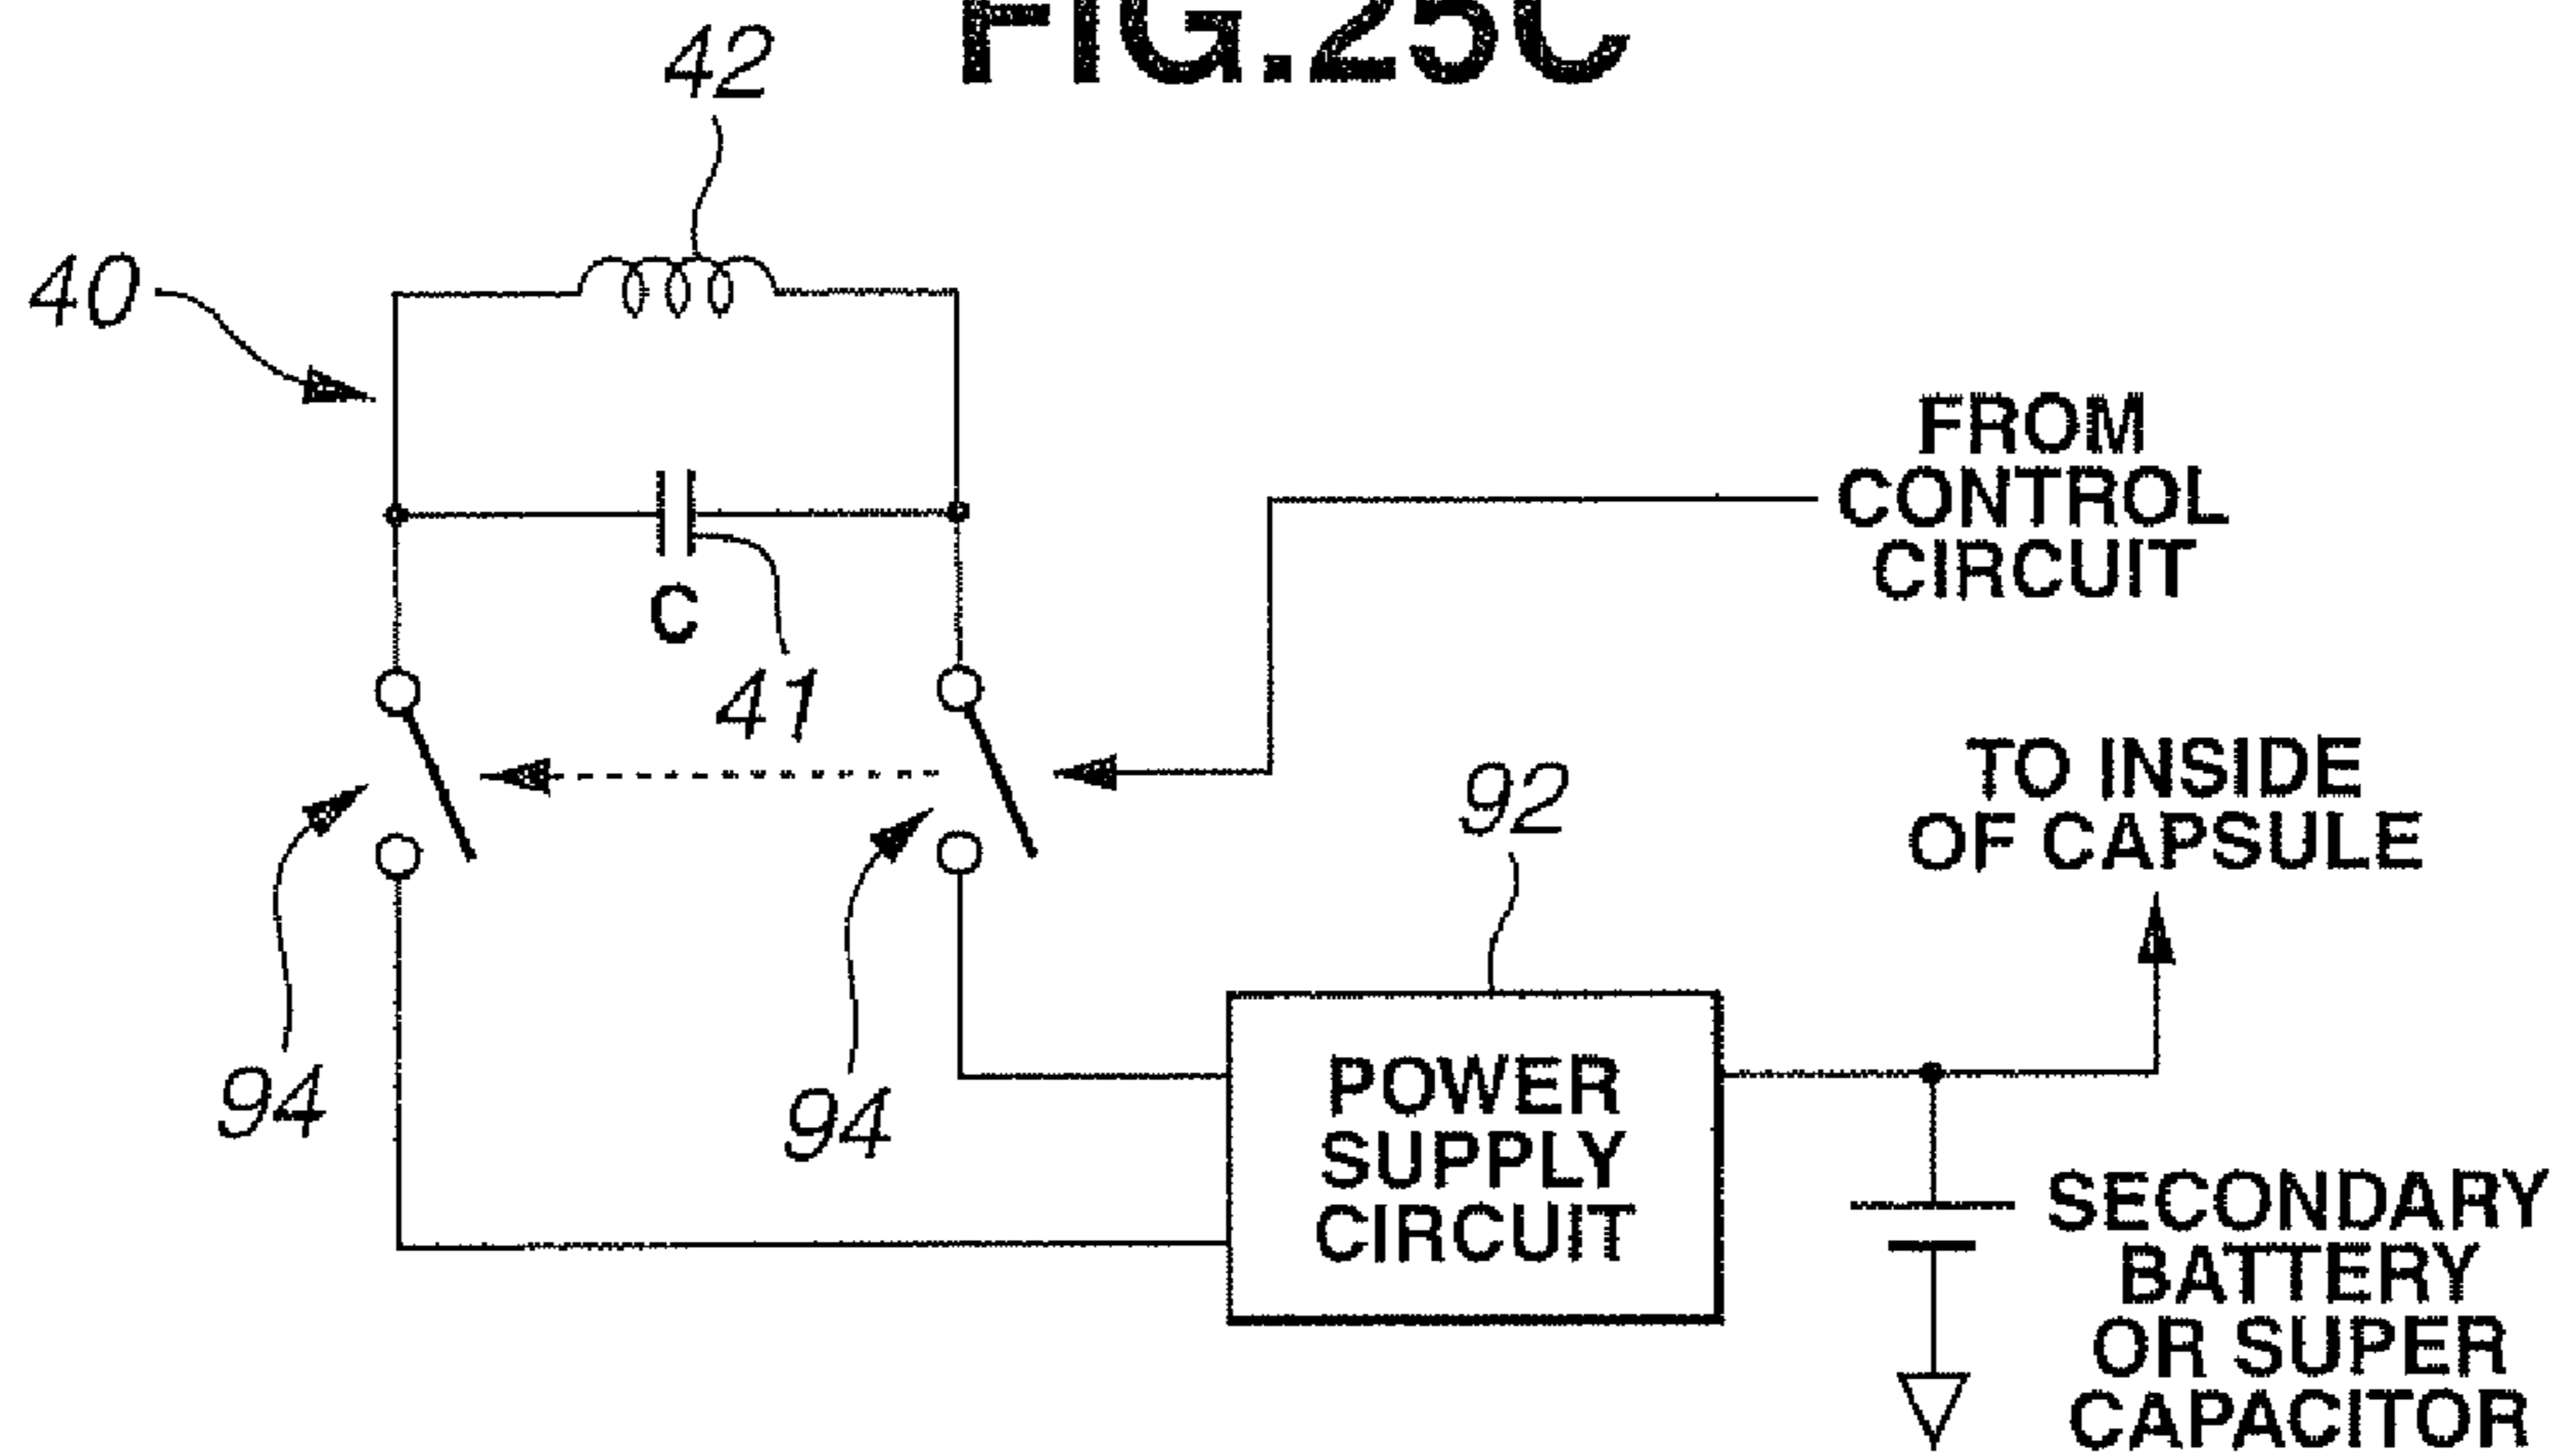 FIG.25C
42
40
FROM
CONTROL
CIRCUIT
C
41
TO INSIDE
OF CAPSULE
92
94
94
POWER
SUPPLY
CIRCUIT
SECONDARY
BATTERY
OR SUPER
CAPACITOR